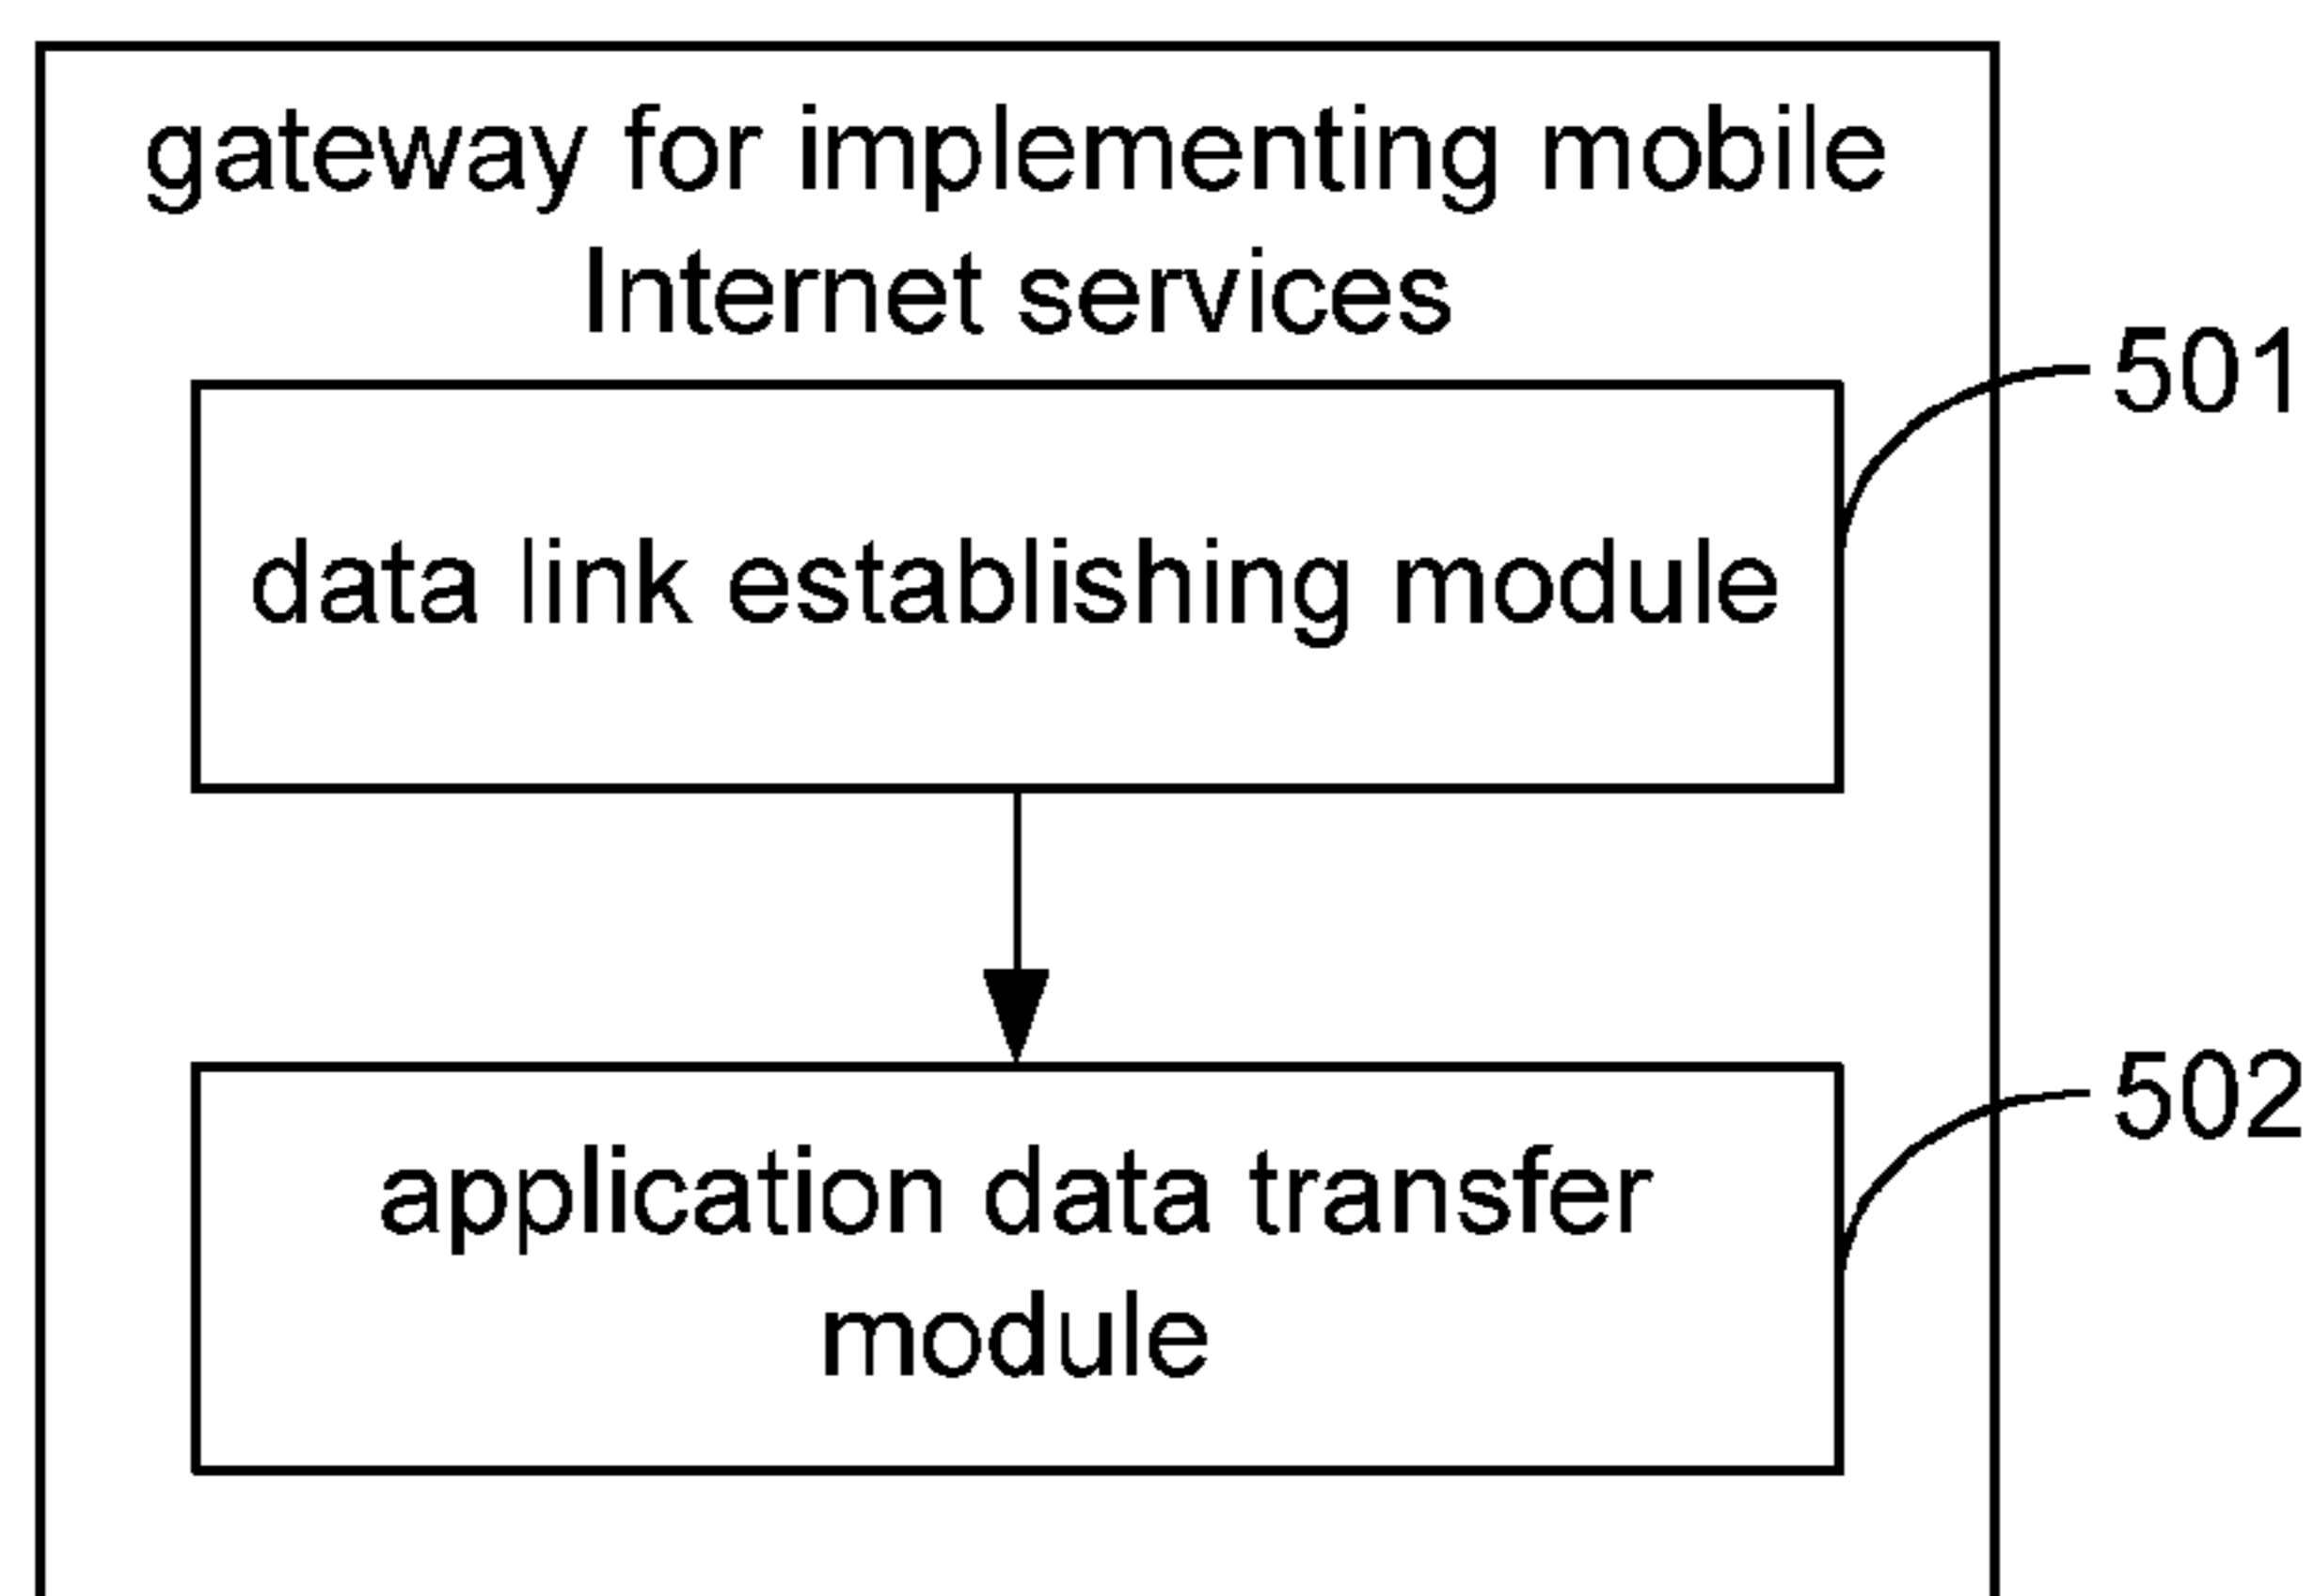 gateway for implementing mobile
Internet services
501
data link establishing module
502
application data transfer
module